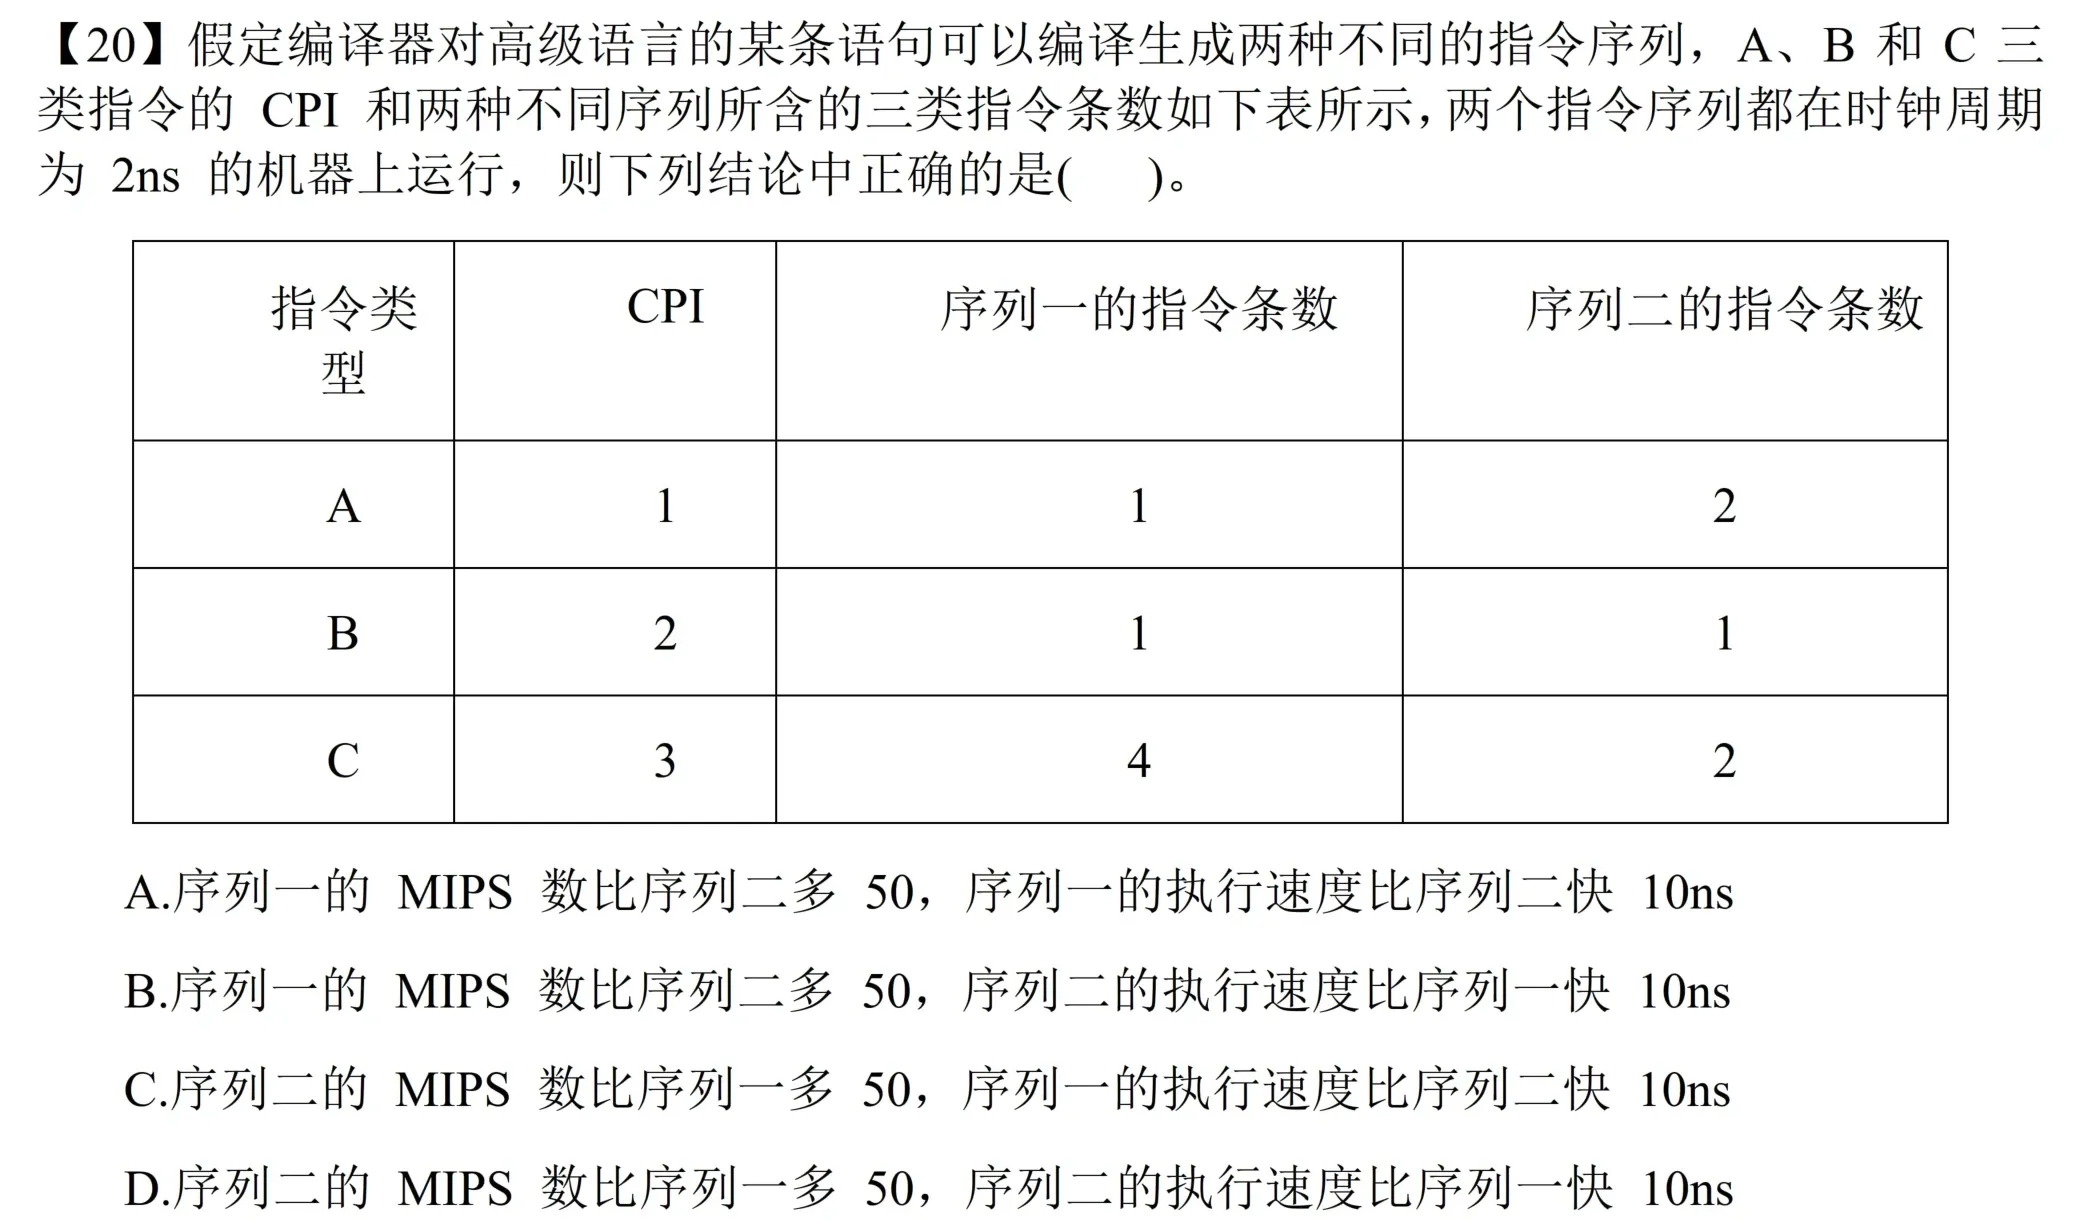 【20】假定编译器对高级语言的某条语句可以编译生成两种不同的指令序列，A、B 和 C 三
类指令的 CPI 和两种不同序列所含的三类指令条数如下表所示，两个指令序列都在时钟周期
为 2ns 的机器上运行，则下列结论中正确的是(   )。
指令类型 CPI 序列一的指令条数 序列二的指令条数
A 1 1 2
B 2 1 1
C 3 4 2
A.序列一的 MIPS 数比序列二多 50，序列一的执行速度比序列二快 10ns
B.序列一的 MIPS 数比序列二多 50，序列二的执行速度比序列一快 10ns
C.序列二的 MIPS 数比序列一多 50，序列一的执行速度比序列二快 10ns
D.序列二的 MIPS 数比序列一多 50，序列二的执行速度比序列一快 10ns